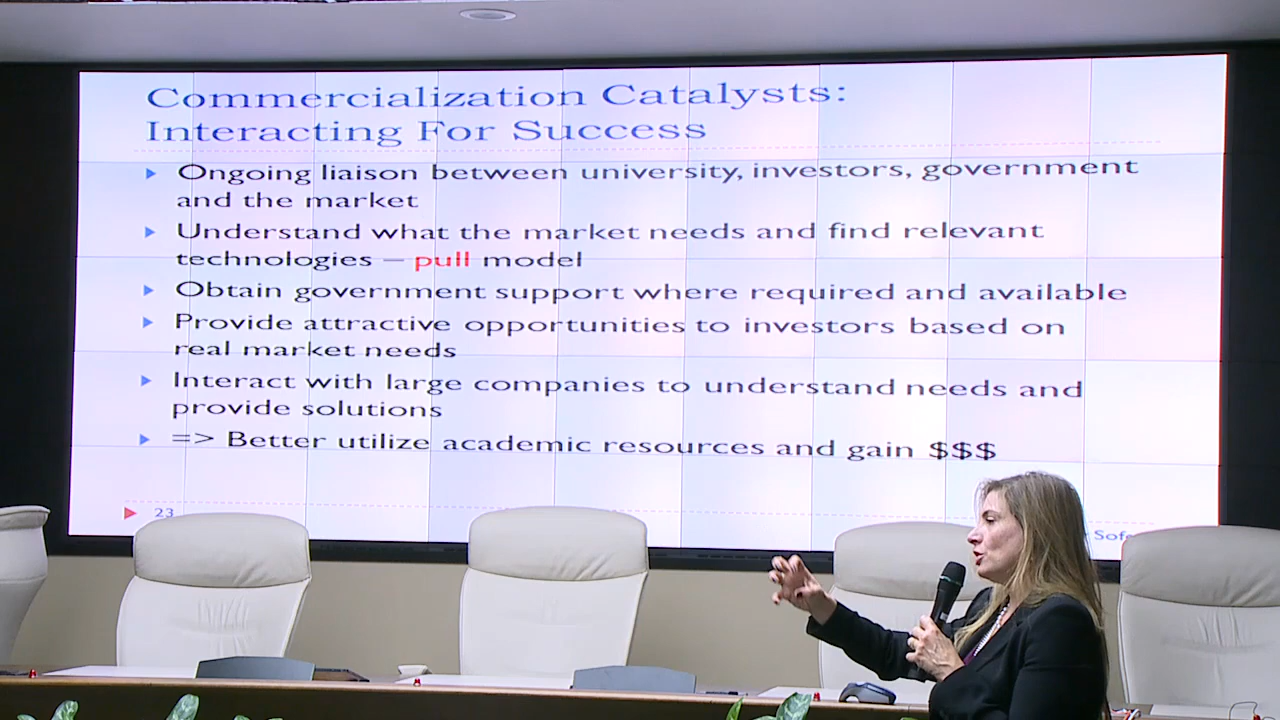 Commercialization Catalysts:
Interacting For Success
Ongoing liaison between university, investors, government
and the market
Understand what the market needs and find relevant
technologies – pull model
Obtain government support where required and available
Provide attractive opportunities to investors based on
real market needs
Interact with large companies to understand needs and
provide solutions
=> Better utilize academic resources and gain $$$
23